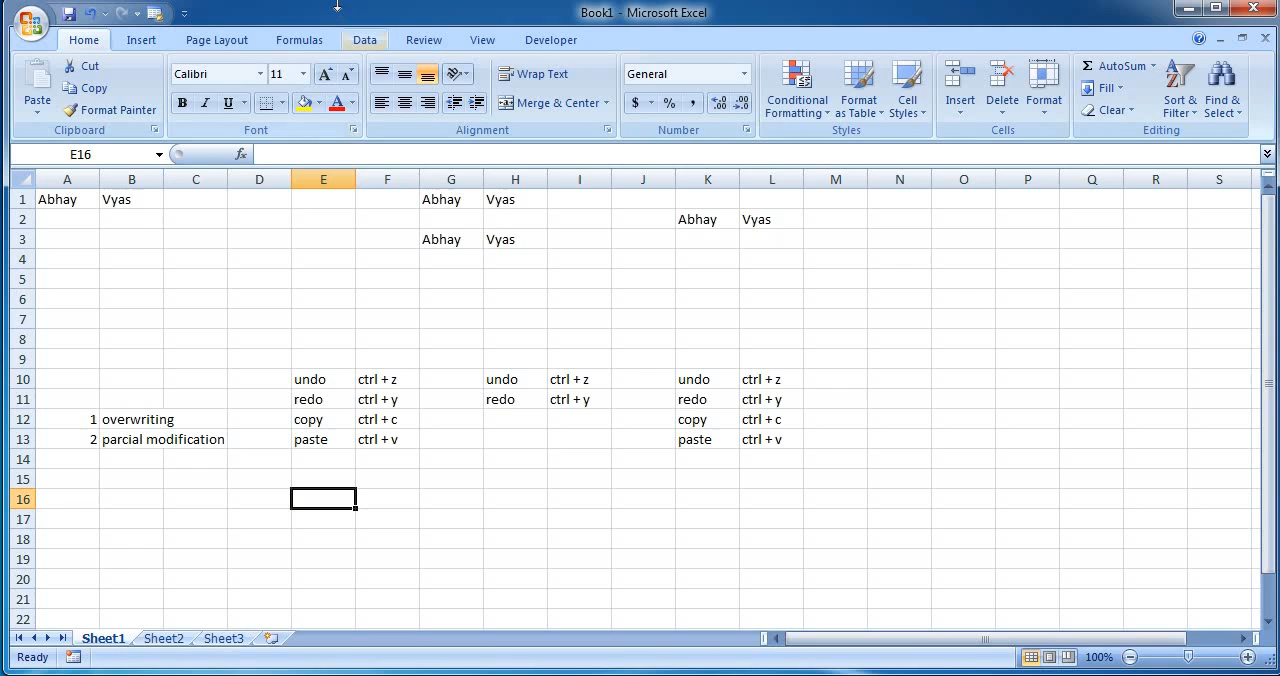 Book1 - Microsoft Excel
Home Insert Page Layout Formulas Data Review View Developer
Paste Cut Copy Format Painter Clipboard
Calibri 11 A A B I U A Font
Wrap Text Merge & Center Alignment
General $ % , .0 .00 .00 .0 Number
Conditional Formatting Format as Table Cell Styles Styles
Insert Delete Format Cells
Σ AutoSum Fill Clear Sort & Filter Find & Select Editing
E16 fx
A B C D E F G H I J K L M N O P Q R S
1 Abhay Vyas Abhay Vyas
2 Abhay Vyas
3 Abhay Vyas
4
5
6
7
8
9
10 undo ctrl + z undo ctrl + z undo ctrl + z
11 redo ctrl + y redo ctrl + y redo ctrl + y
12 1 overwriting copy ctrl + c copy ctrl + c
13 2 parcial modification paste ctrl + v paste ctrl + v
14
15
16
17
18
19
20
21
22
Sheet1 Sheet2 Sheet3
Ready 100%